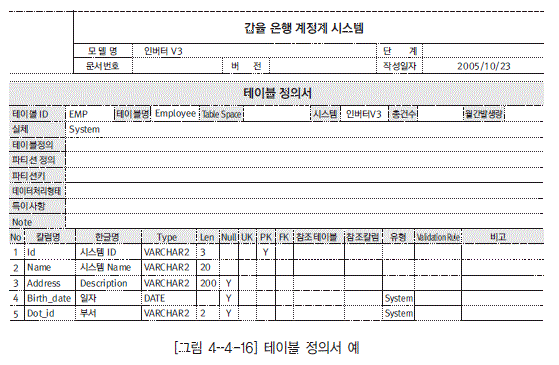 갑을 은행 계정계 시스템
모 델 명 인버터 V3 단 계
문서번호 버 전 작성일자 2005/10/23
테이블 정의서
테이블 ID EMP 테이블명 Employee Table Space 시스템 인버터V3 총건수 월간발생량
실체 System
테이블정의
파티션 정의
파티션키
데이터처리형태
특이사항
Note
No 칼럼명 한글명 Type Len Null UK PK FK 참조 테이블 참조칼럼 유형 Validation Rule 비고
1 Id 시스템 ID VARCHAR2 3 Y
2 Name 시스템 Name VARCHAR2 20
3 Address Description VARCHAR2 200 Y
4 Birth_date 일자 DATE Y System
5 Dot_id 부서 VARCHAR2 2 Y System
[그림 4-4-16] 테이블 정의서 예